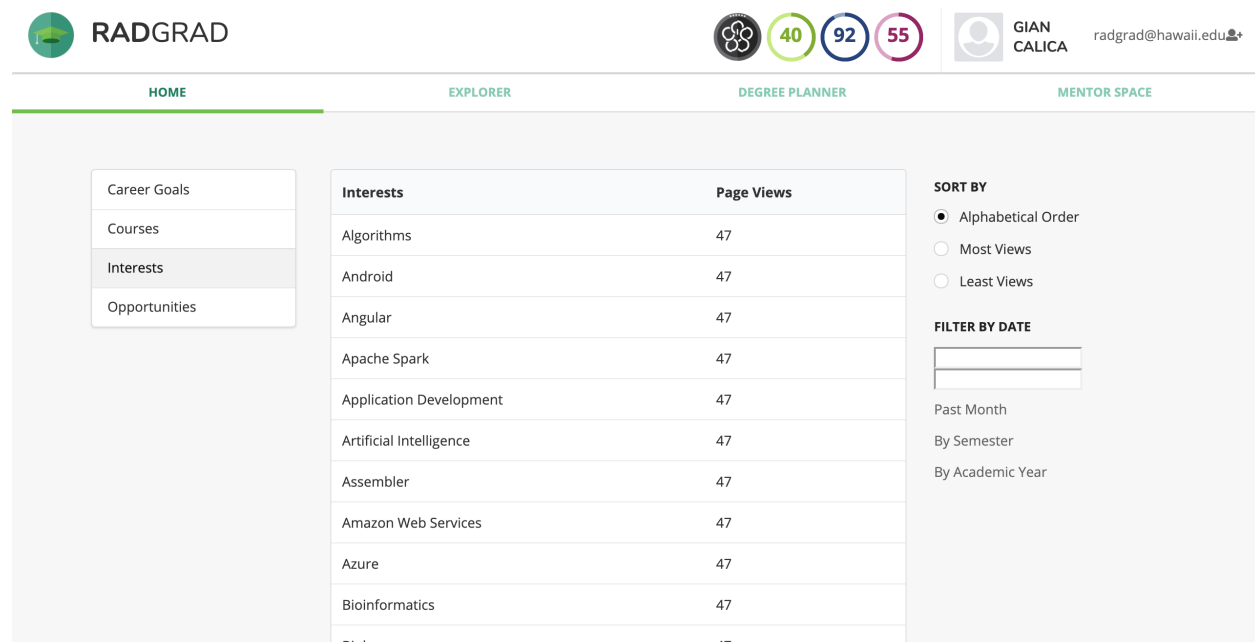 RADGRAD
40 92 55
GIAN
CALICA
radgrad@hawaii.edu
HOME EXPLORER DEGREE PLANNER MENTOR SPACE
Career Goals
Courses
Interests
Opportunities
Interests Page Views
Algorithms 47
Android 47
Angular 47
Apache Spark 47
Application Development 47
Artificial Intelligence 47
Assembler 47
Amazon Web Services 47
Azure 47
Bioinformatics 47
SORT BY
Alphabetical Order
Most Views
Least Views
FILTER BY DATE
Past Month
By Semester
By Academic Year